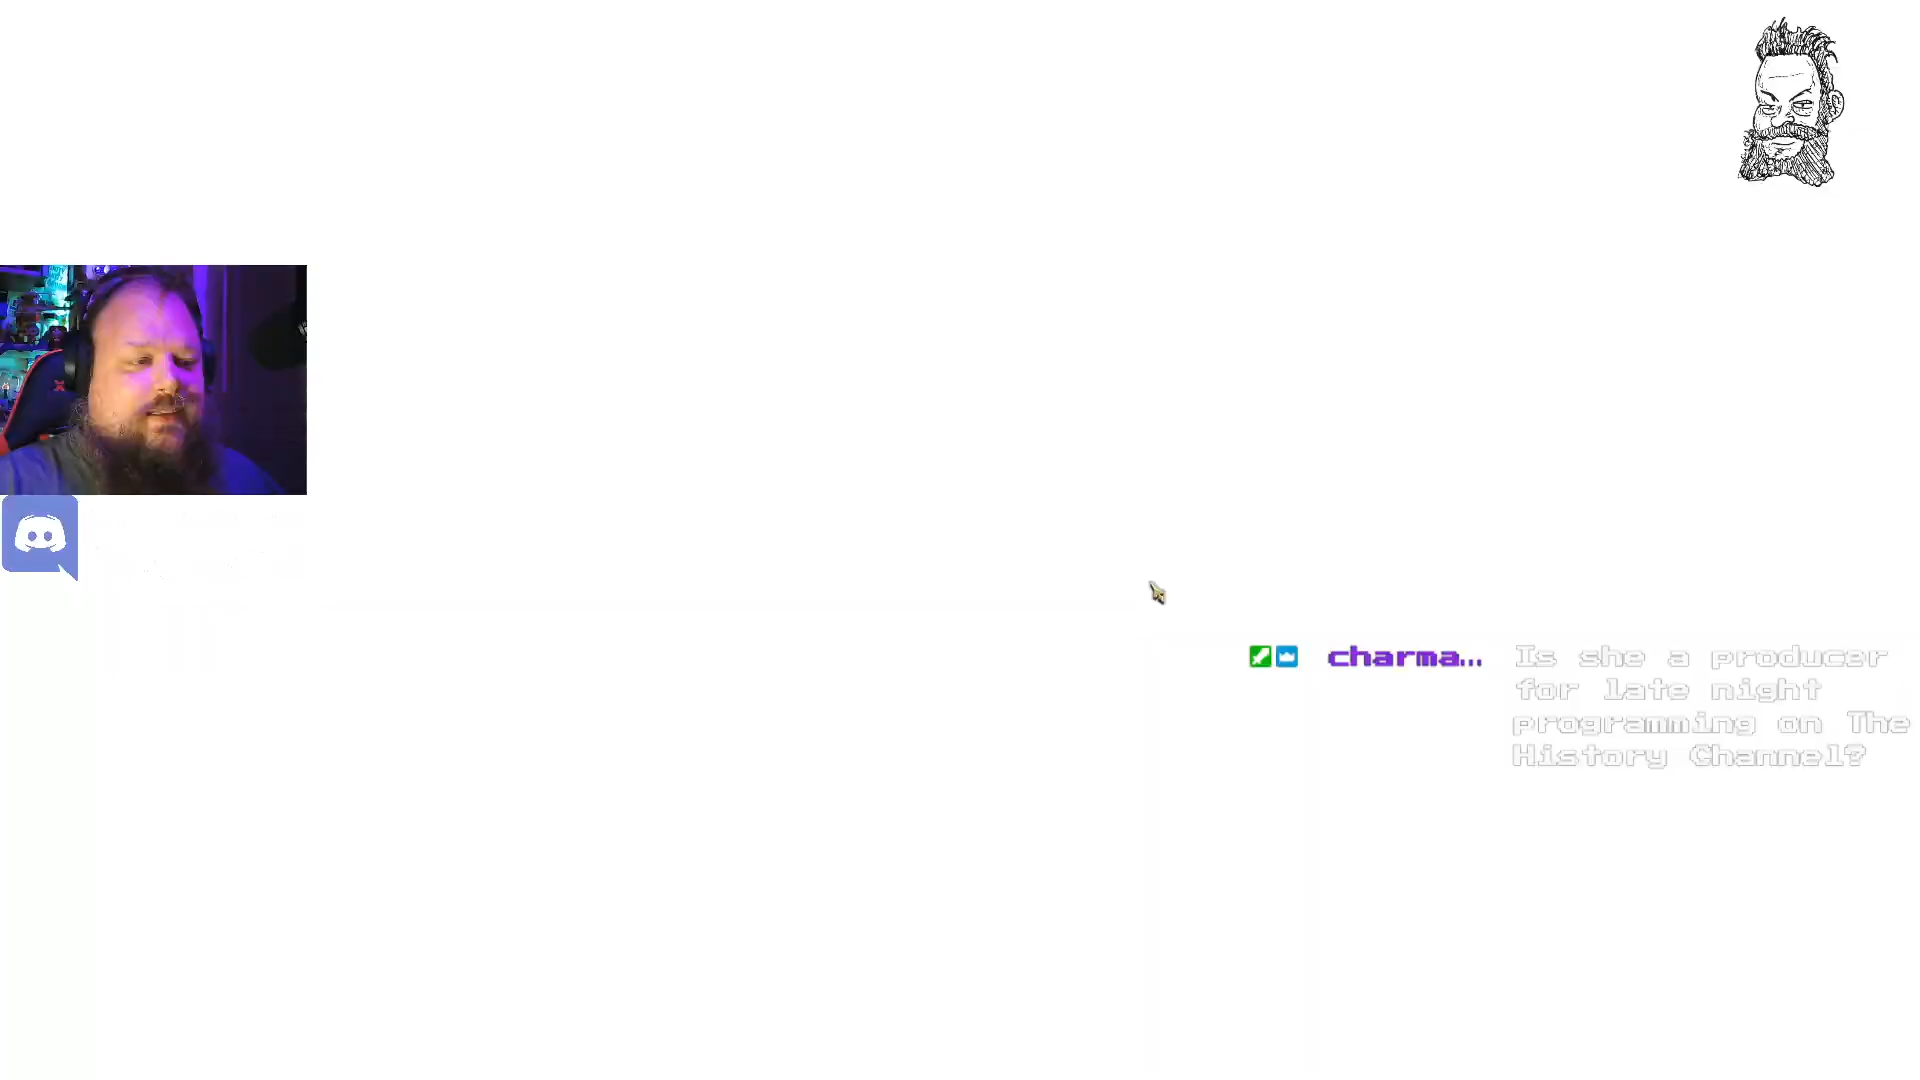 charma... Is she a producer
for late night
programming on The
History Channel?